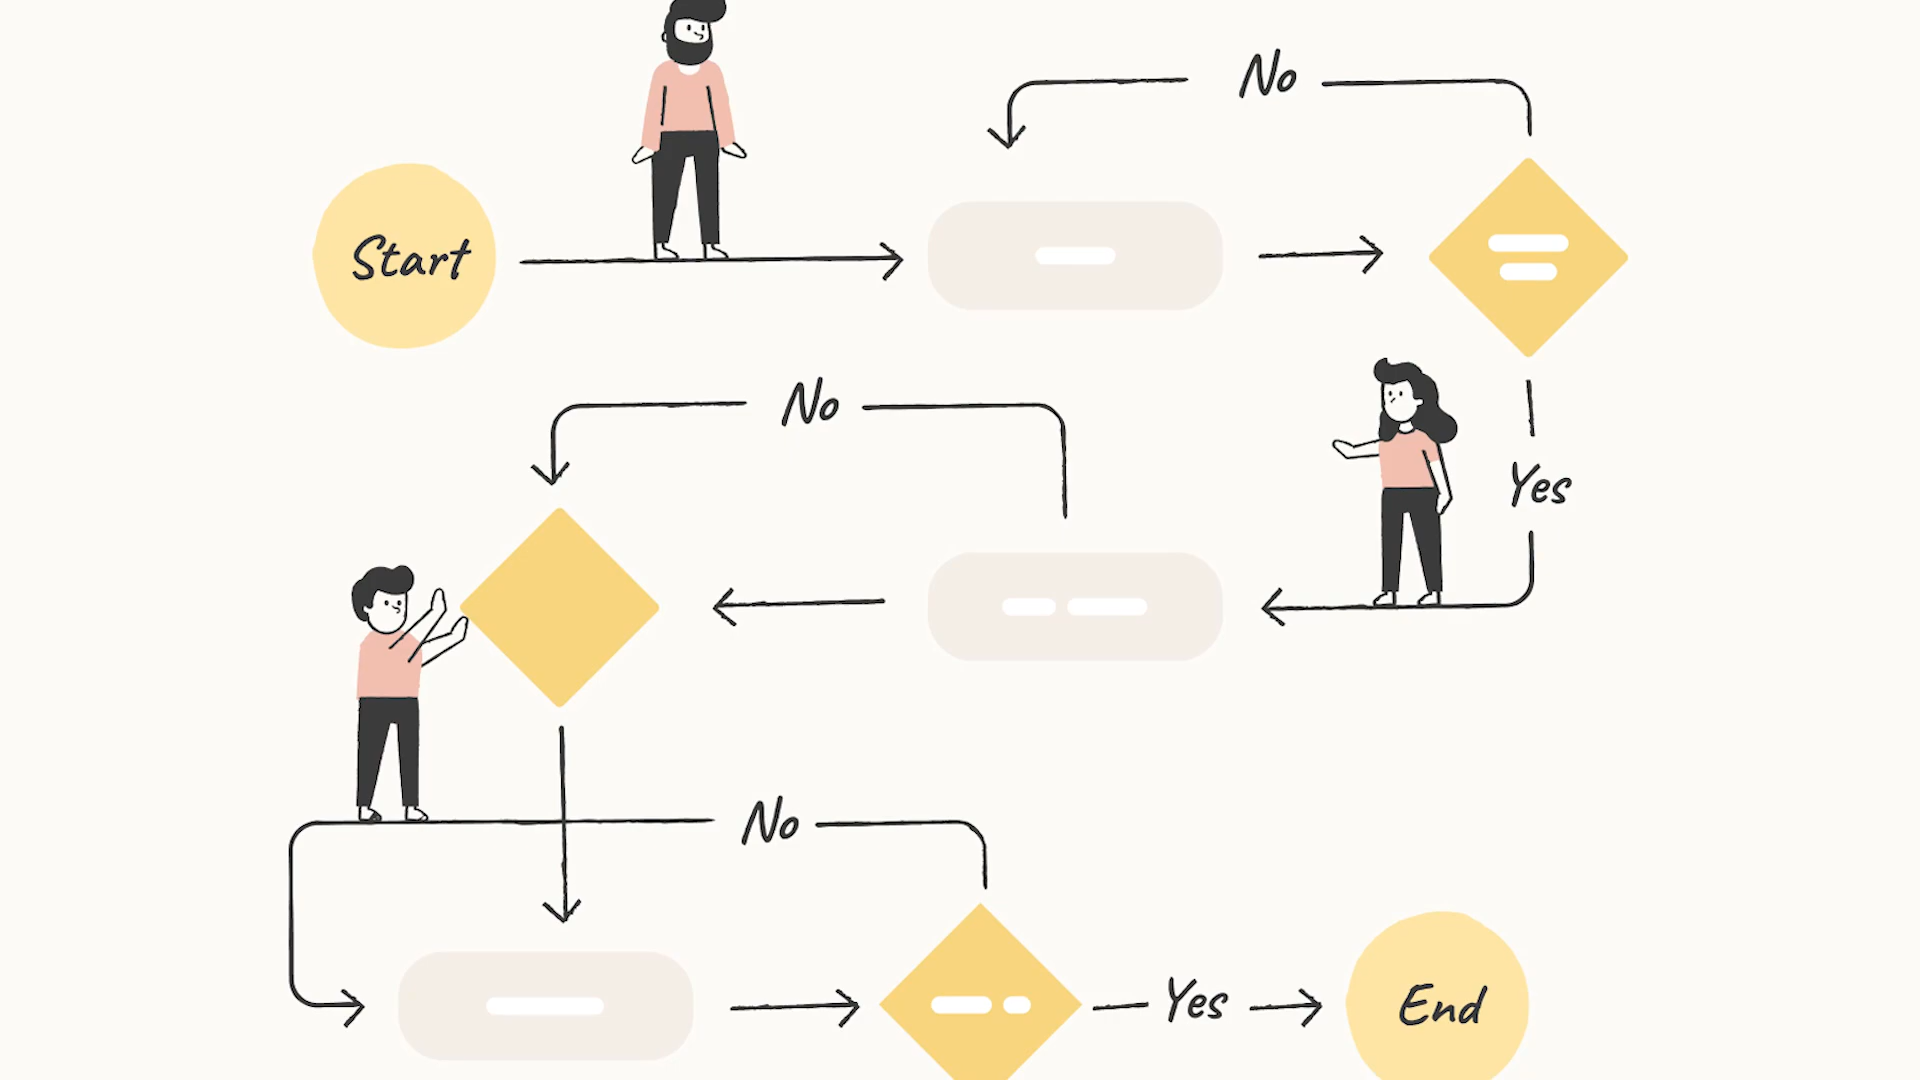 No
Start
No
Yes
No
Yes
End